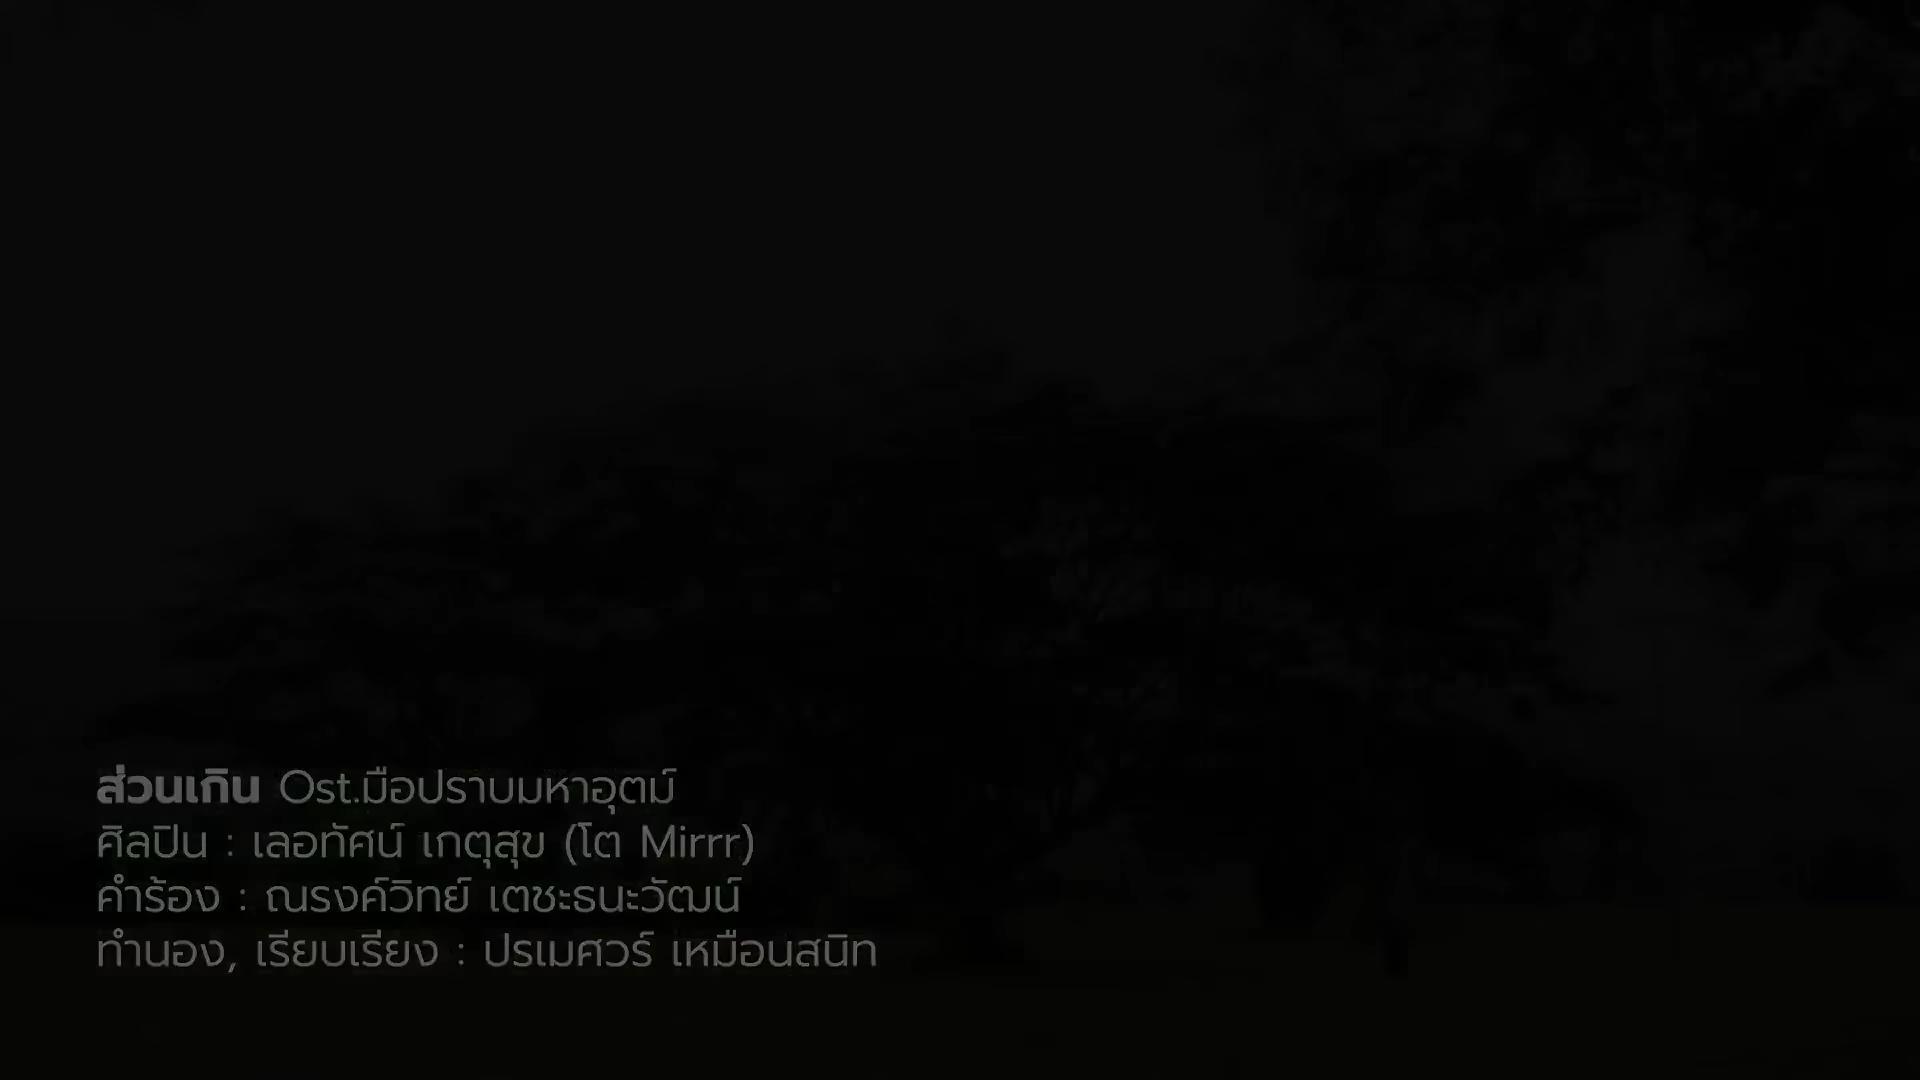 ส่วนเกิน Ost.มือปราบมหาอุตม์
ศิลปิน : เลอทัศน์ เกตุสุข (โต Mirrr)
คำร้อง : ณรงค์วิทย์ เตชะธนะวัฒน์
ทำนอง, เรียบเรียง : ปรเมศวร์ เหมือนสนิท